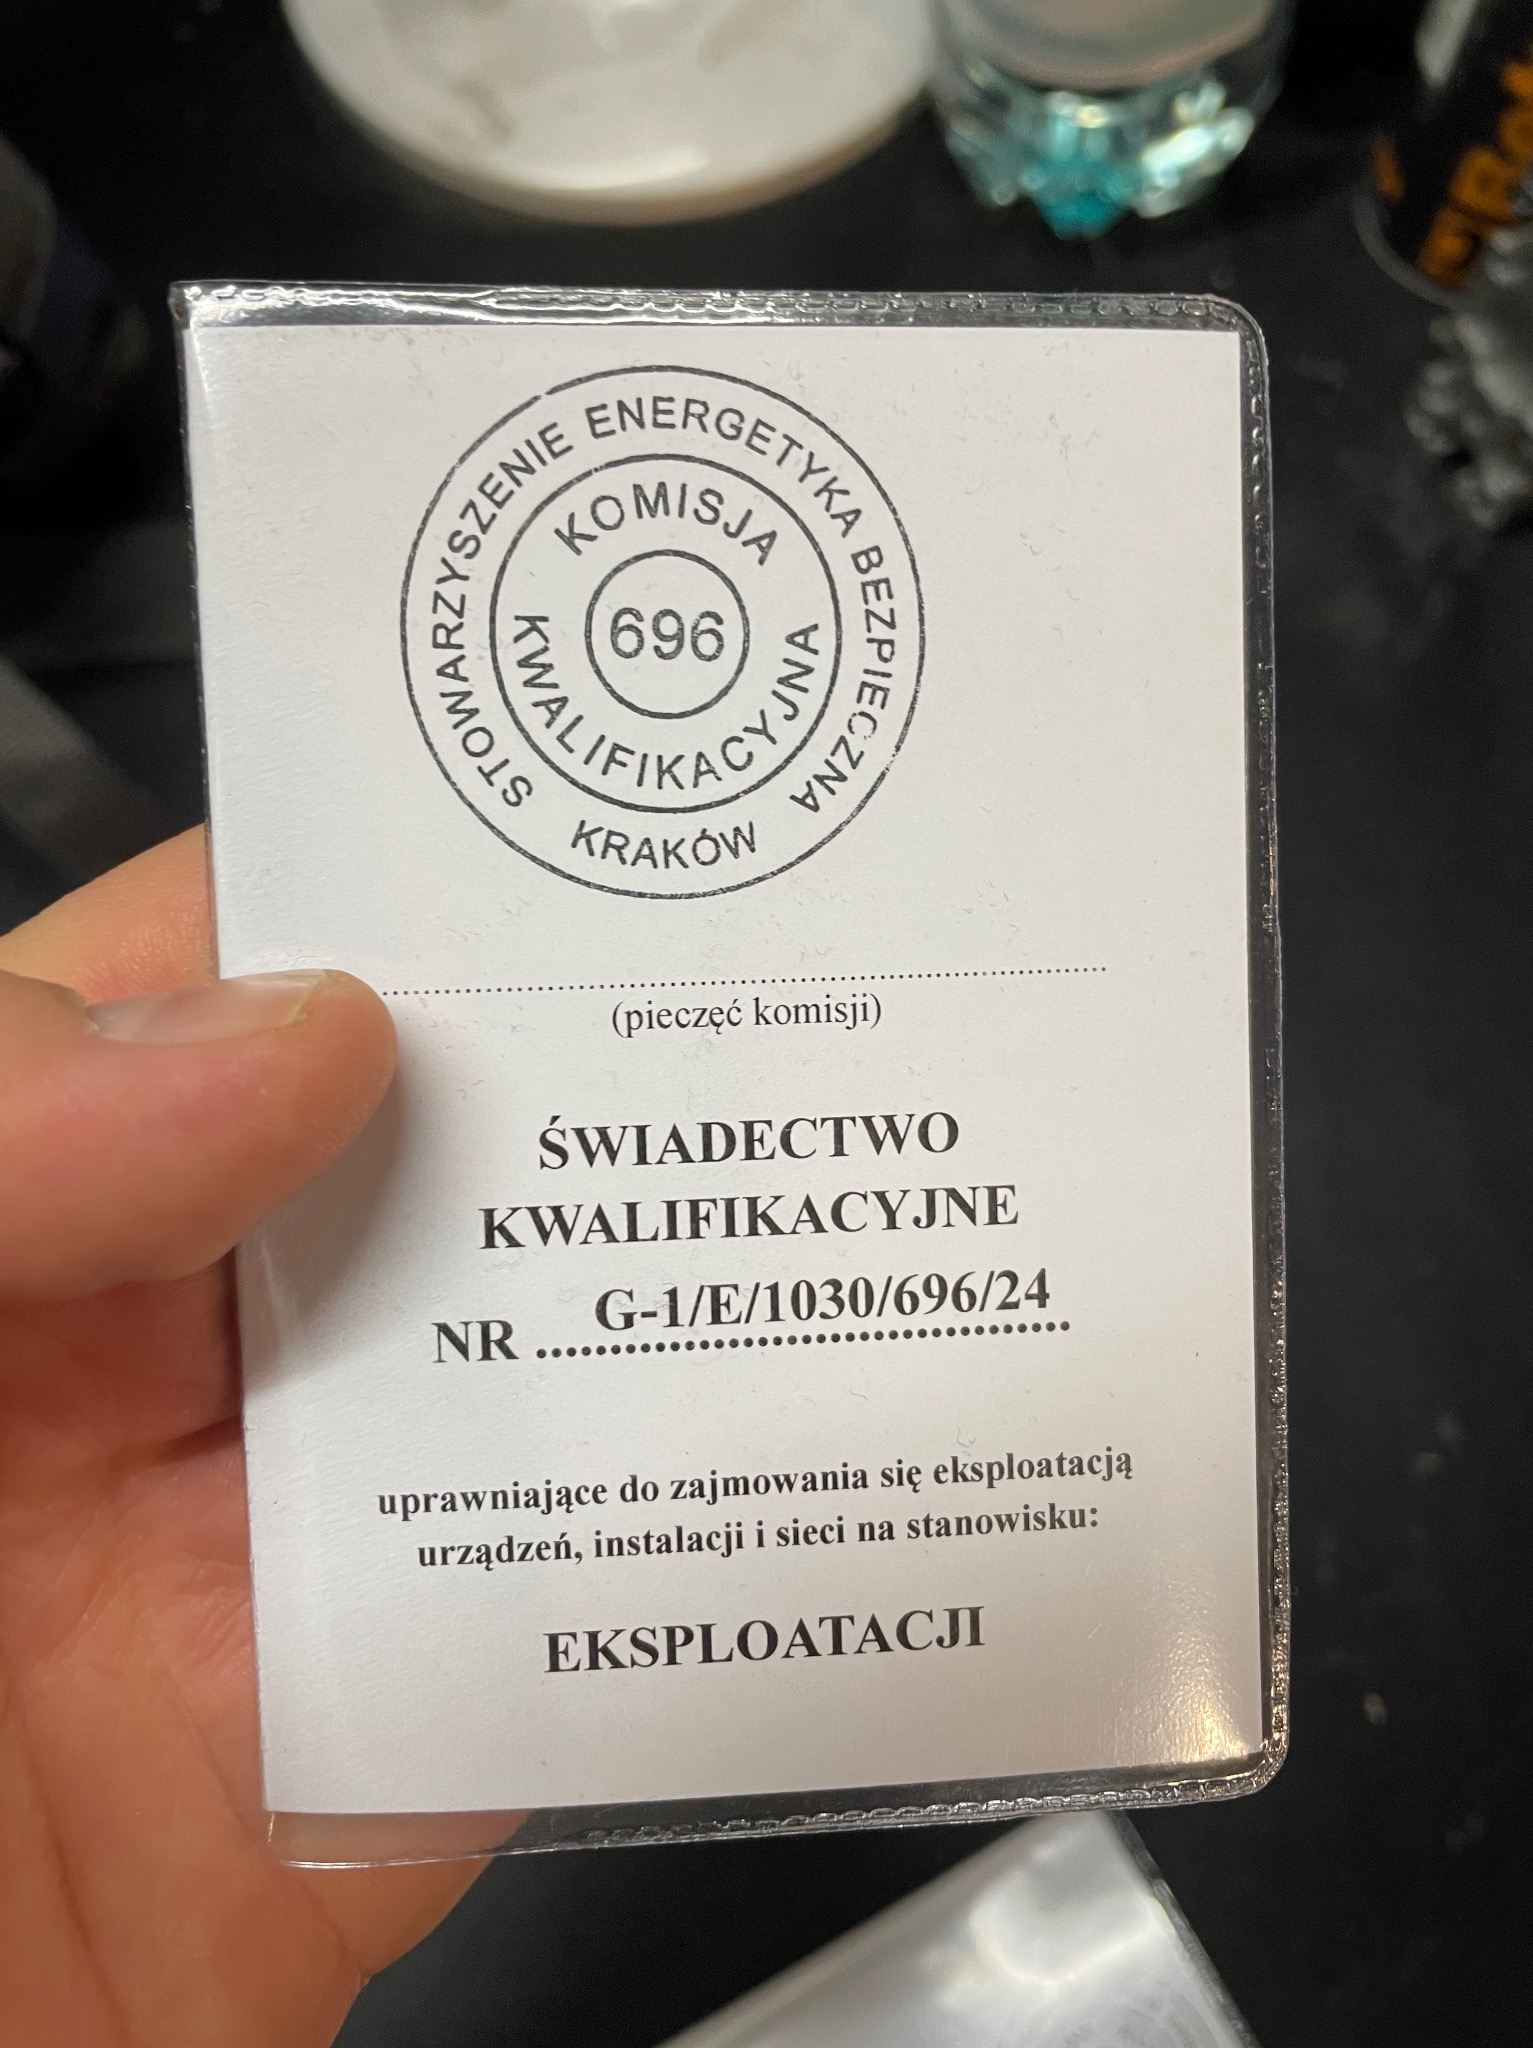 STOWARZYSZENIE ENERGETYKA BEZPIECZNA
KRAKÓW
KOMISJA
KWALIFIKACYJNA
696
(pieczęć komisji)
ŚWIADECTWO
KWALIFIKACYJNE
NR G-1/E/1030/696/24
uprawniające do zajmowania się eksploatacją
urządzeń, instalacji i sieci na stanowisku:
EKSPLOATACJI